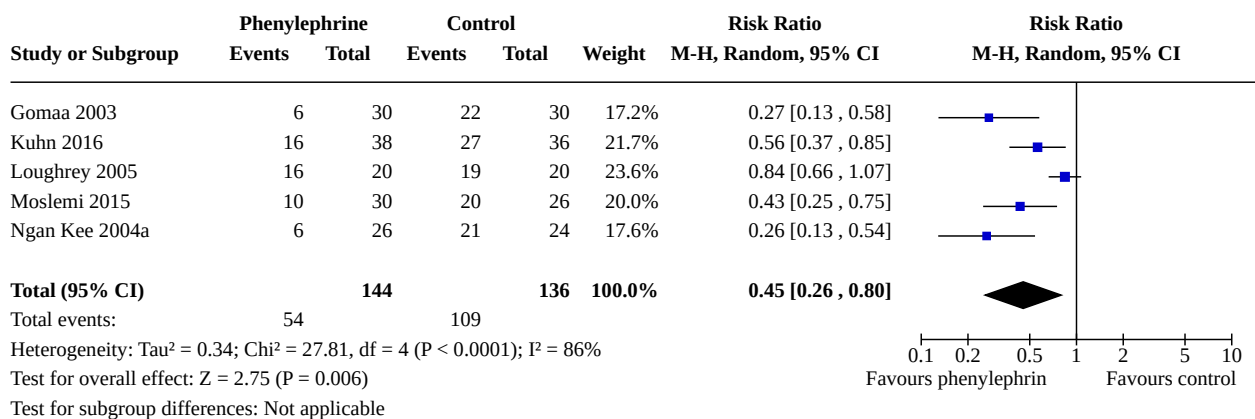 Phenylephrine Control Risk Ratio Risk Ratio
Study or Subgroup Events Total Events Total Weight M-H, Random, 95% CI M-H, Random, 95% CI
Gomaa 2003 6 30 22 30 17.2% 0.27 [0.13 , 0.58]
Kuhn 2016 16 38 27 36 21.7% 0.56 [0.37 , 0.85]
Loughrey 2005 16 20 19 20 23.6% 0.84 [0.66 , 1.07]
Moslemi 2015 10 30 20 26 20.0% 0.43 [0.25 , 0.75]
Ngan Kee 2004a 6 26 21 24 17.6% 0.26 [0.13 , 0.54]
Total (95% CI) 144 136 100.0% 0.45 [0.26 , 0.80]
Total events: 54 109
Heterogeneity: Tau² = 0.34; Chi² = 27.81, df = 4 (P < 0.0001); I² = 86%
0.1 0.2 0.5 1 2 5 10
Test for overall effect: Z = 2.75 (P = 0.006)
Favours phenylephrin Favours control
Test for subgroup differences: Not applicable